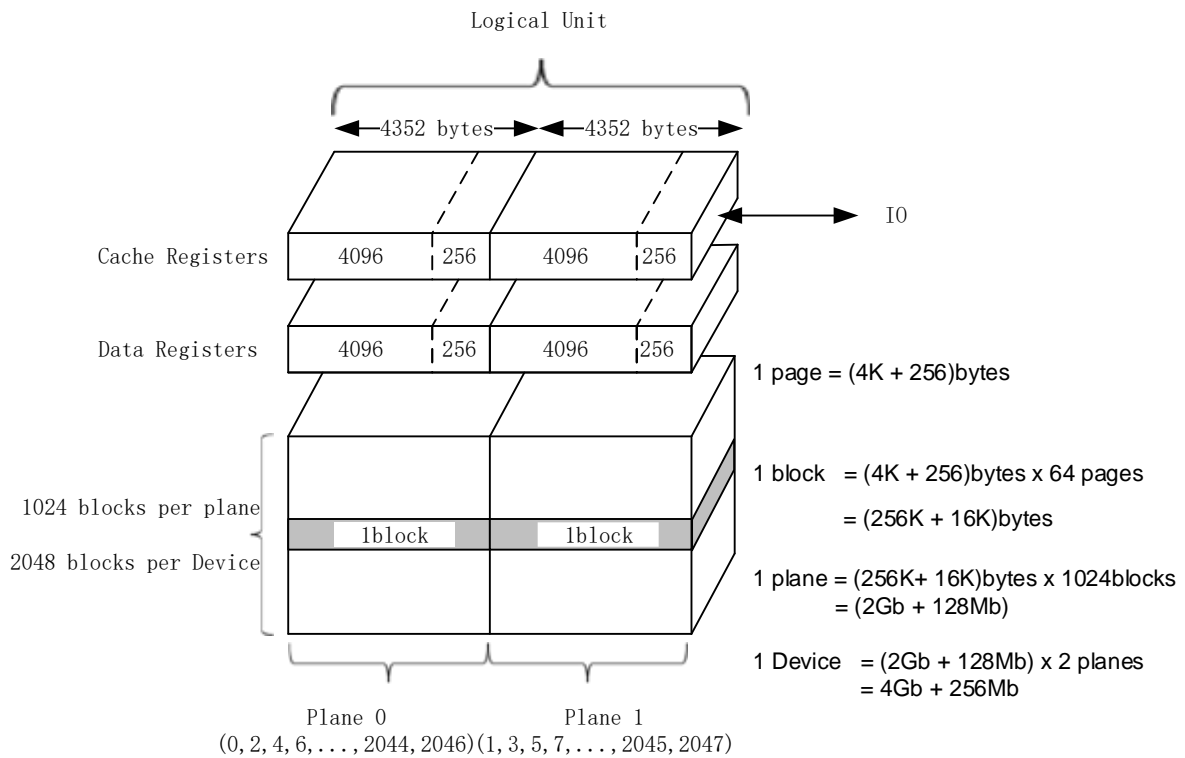 Logical Unit
4352 bytes
4352 bytes
IO
Cache Registers
4096
256
4096
256
Data Registers
4096
256
4096
256
1 page = (4K + 256)bytes
1 block = (4K + 256)bytes x 64 pages
= (256K + 16K)bytes
1024 blocks per plane
1block
1block
2048 blocks per Device
1 plane = (256K+ 16K)bytes x 1024blocks
= (2Gb + 128Mb)
1 Device = (2Gb + 128Mb) x 2 planes
= 4Gb + 256Mb
Plane 0
(0,2,4,6,...,2044,2046)
Plane 1
(1,3,5,7,...,2045,2047)